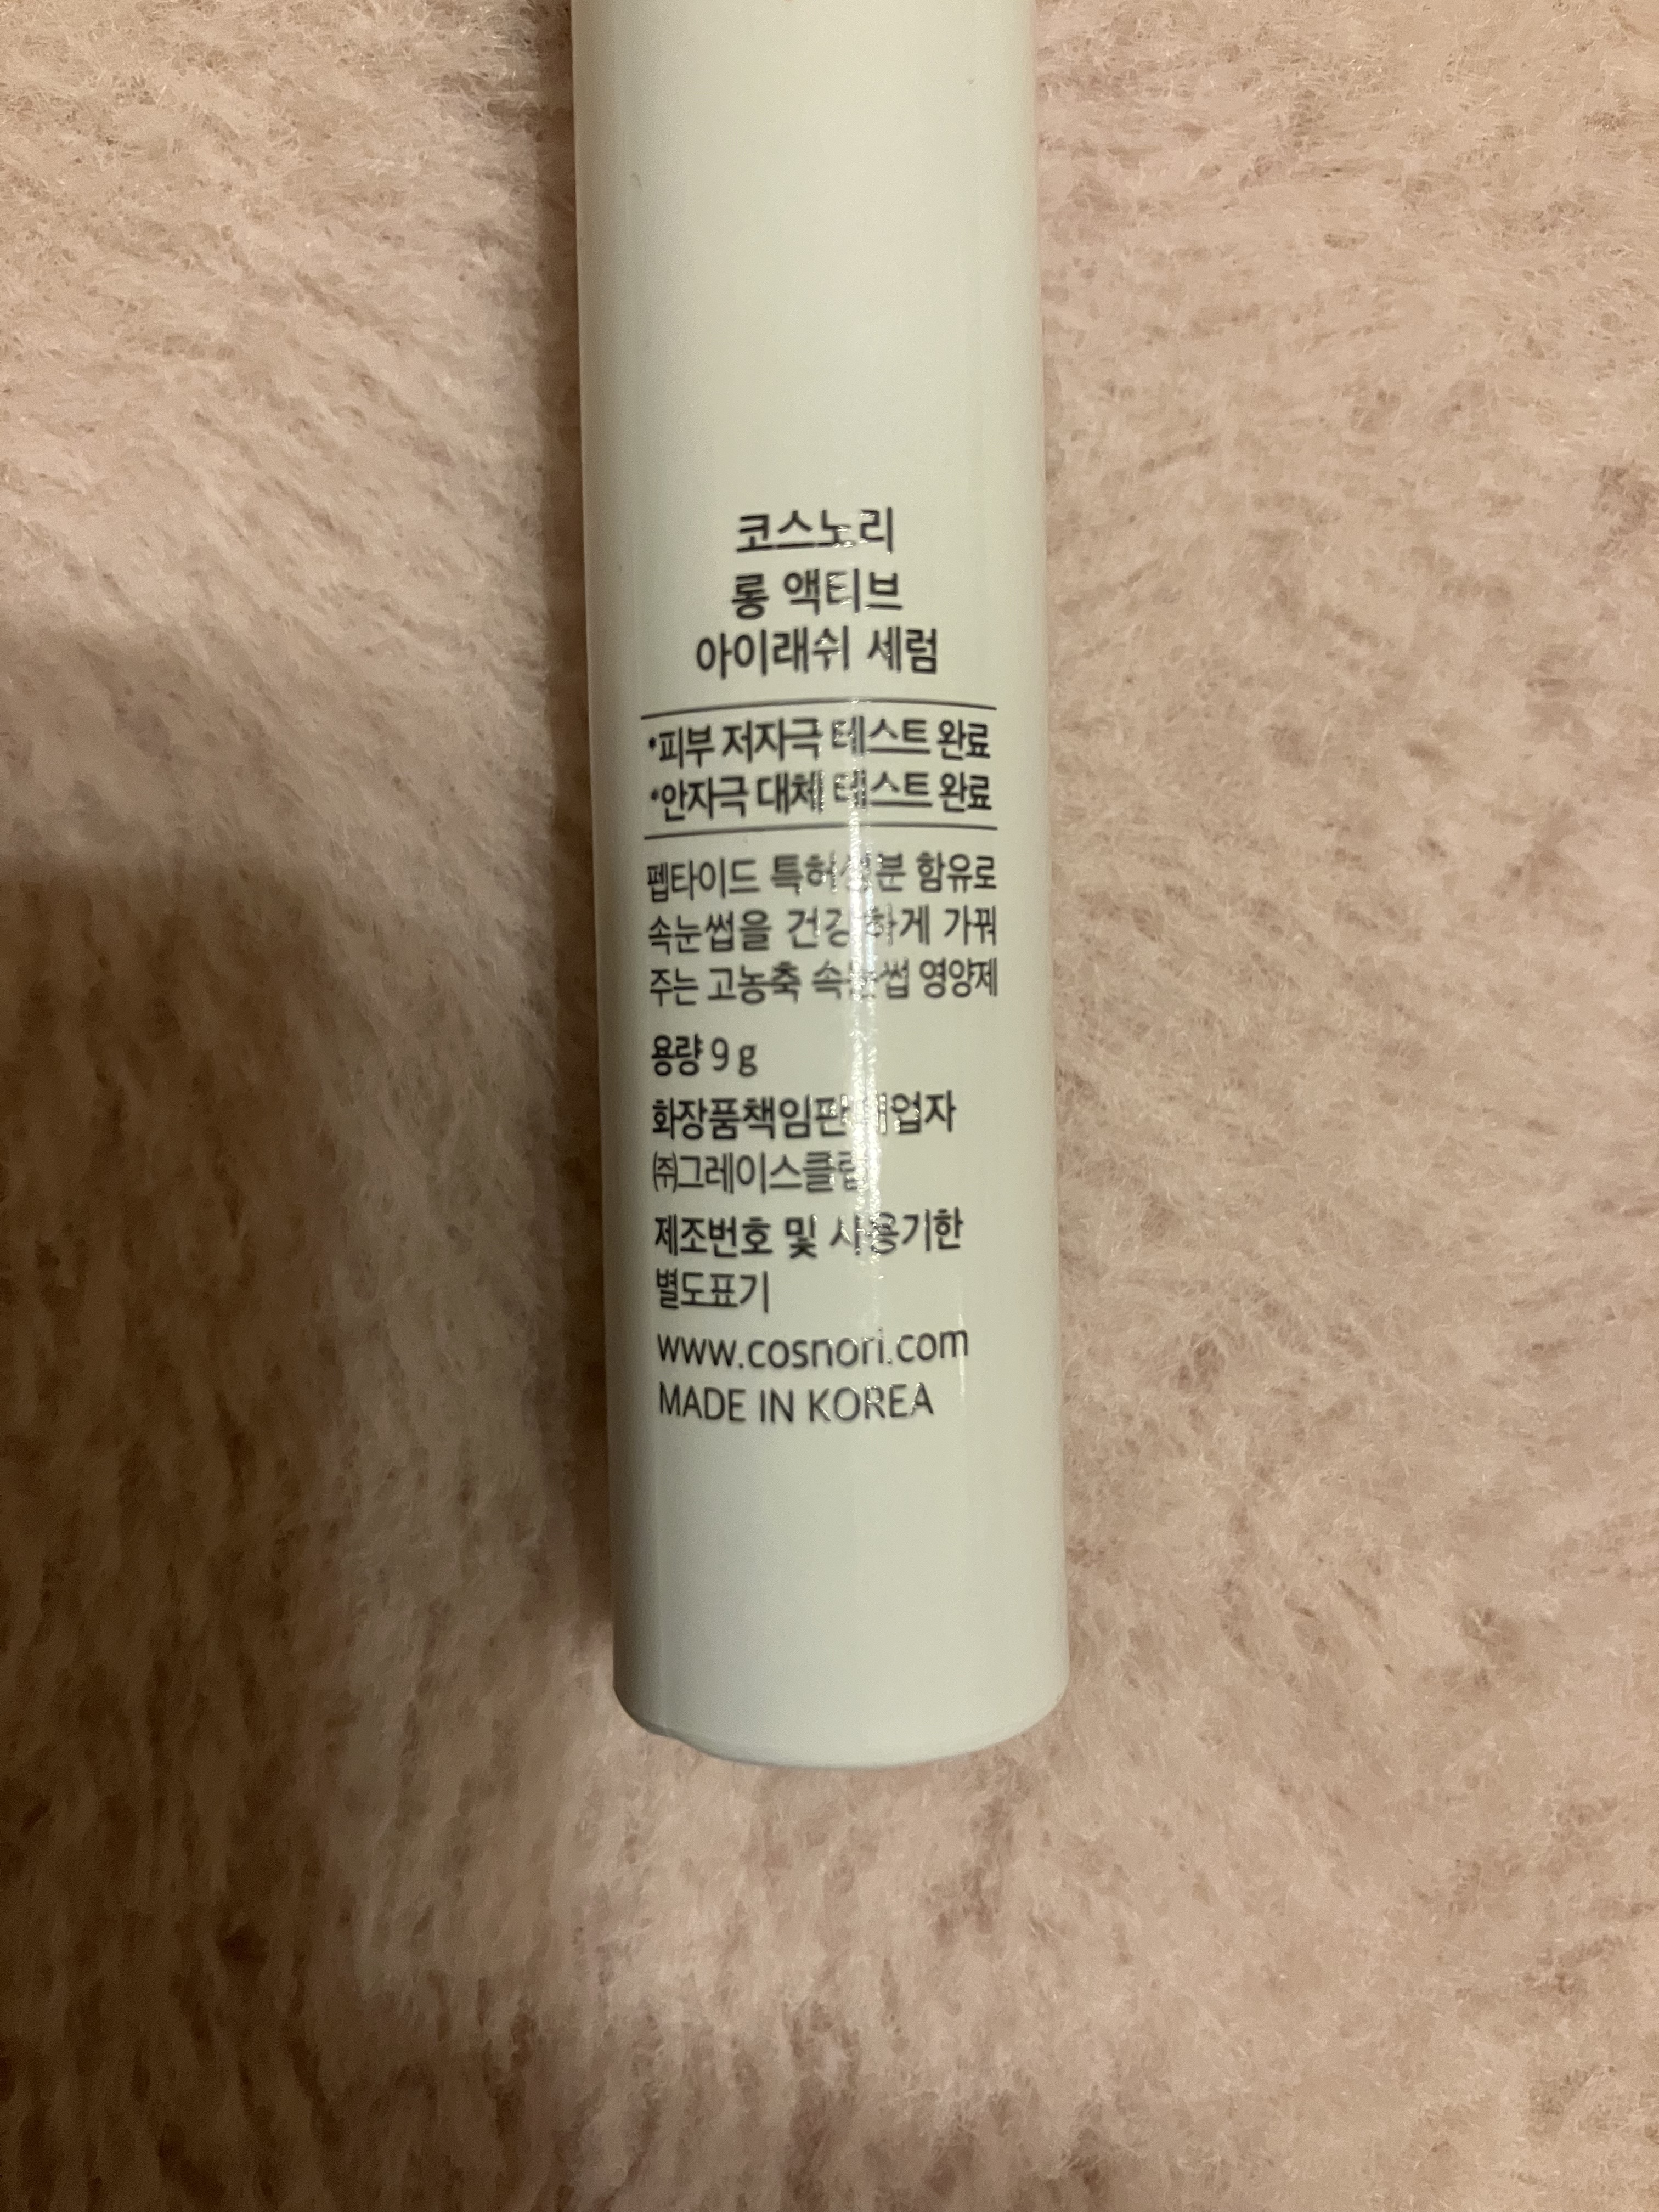 코스노리
롱 액티브
아이래쉬 세럼
•피부 저자극 테스트 완료
•안자극 대체 테스트 완료
펩타이드 특허성분 함유로
속눈썹을 건강하게 가꿔
주는 고농축 속눈썹 영양제
용량 9 g
화장품책임판매업자
㈜그레이스클럽
제조번호 및 사용기한
별도표기
www.cosnori.com
MADE IN KOREA